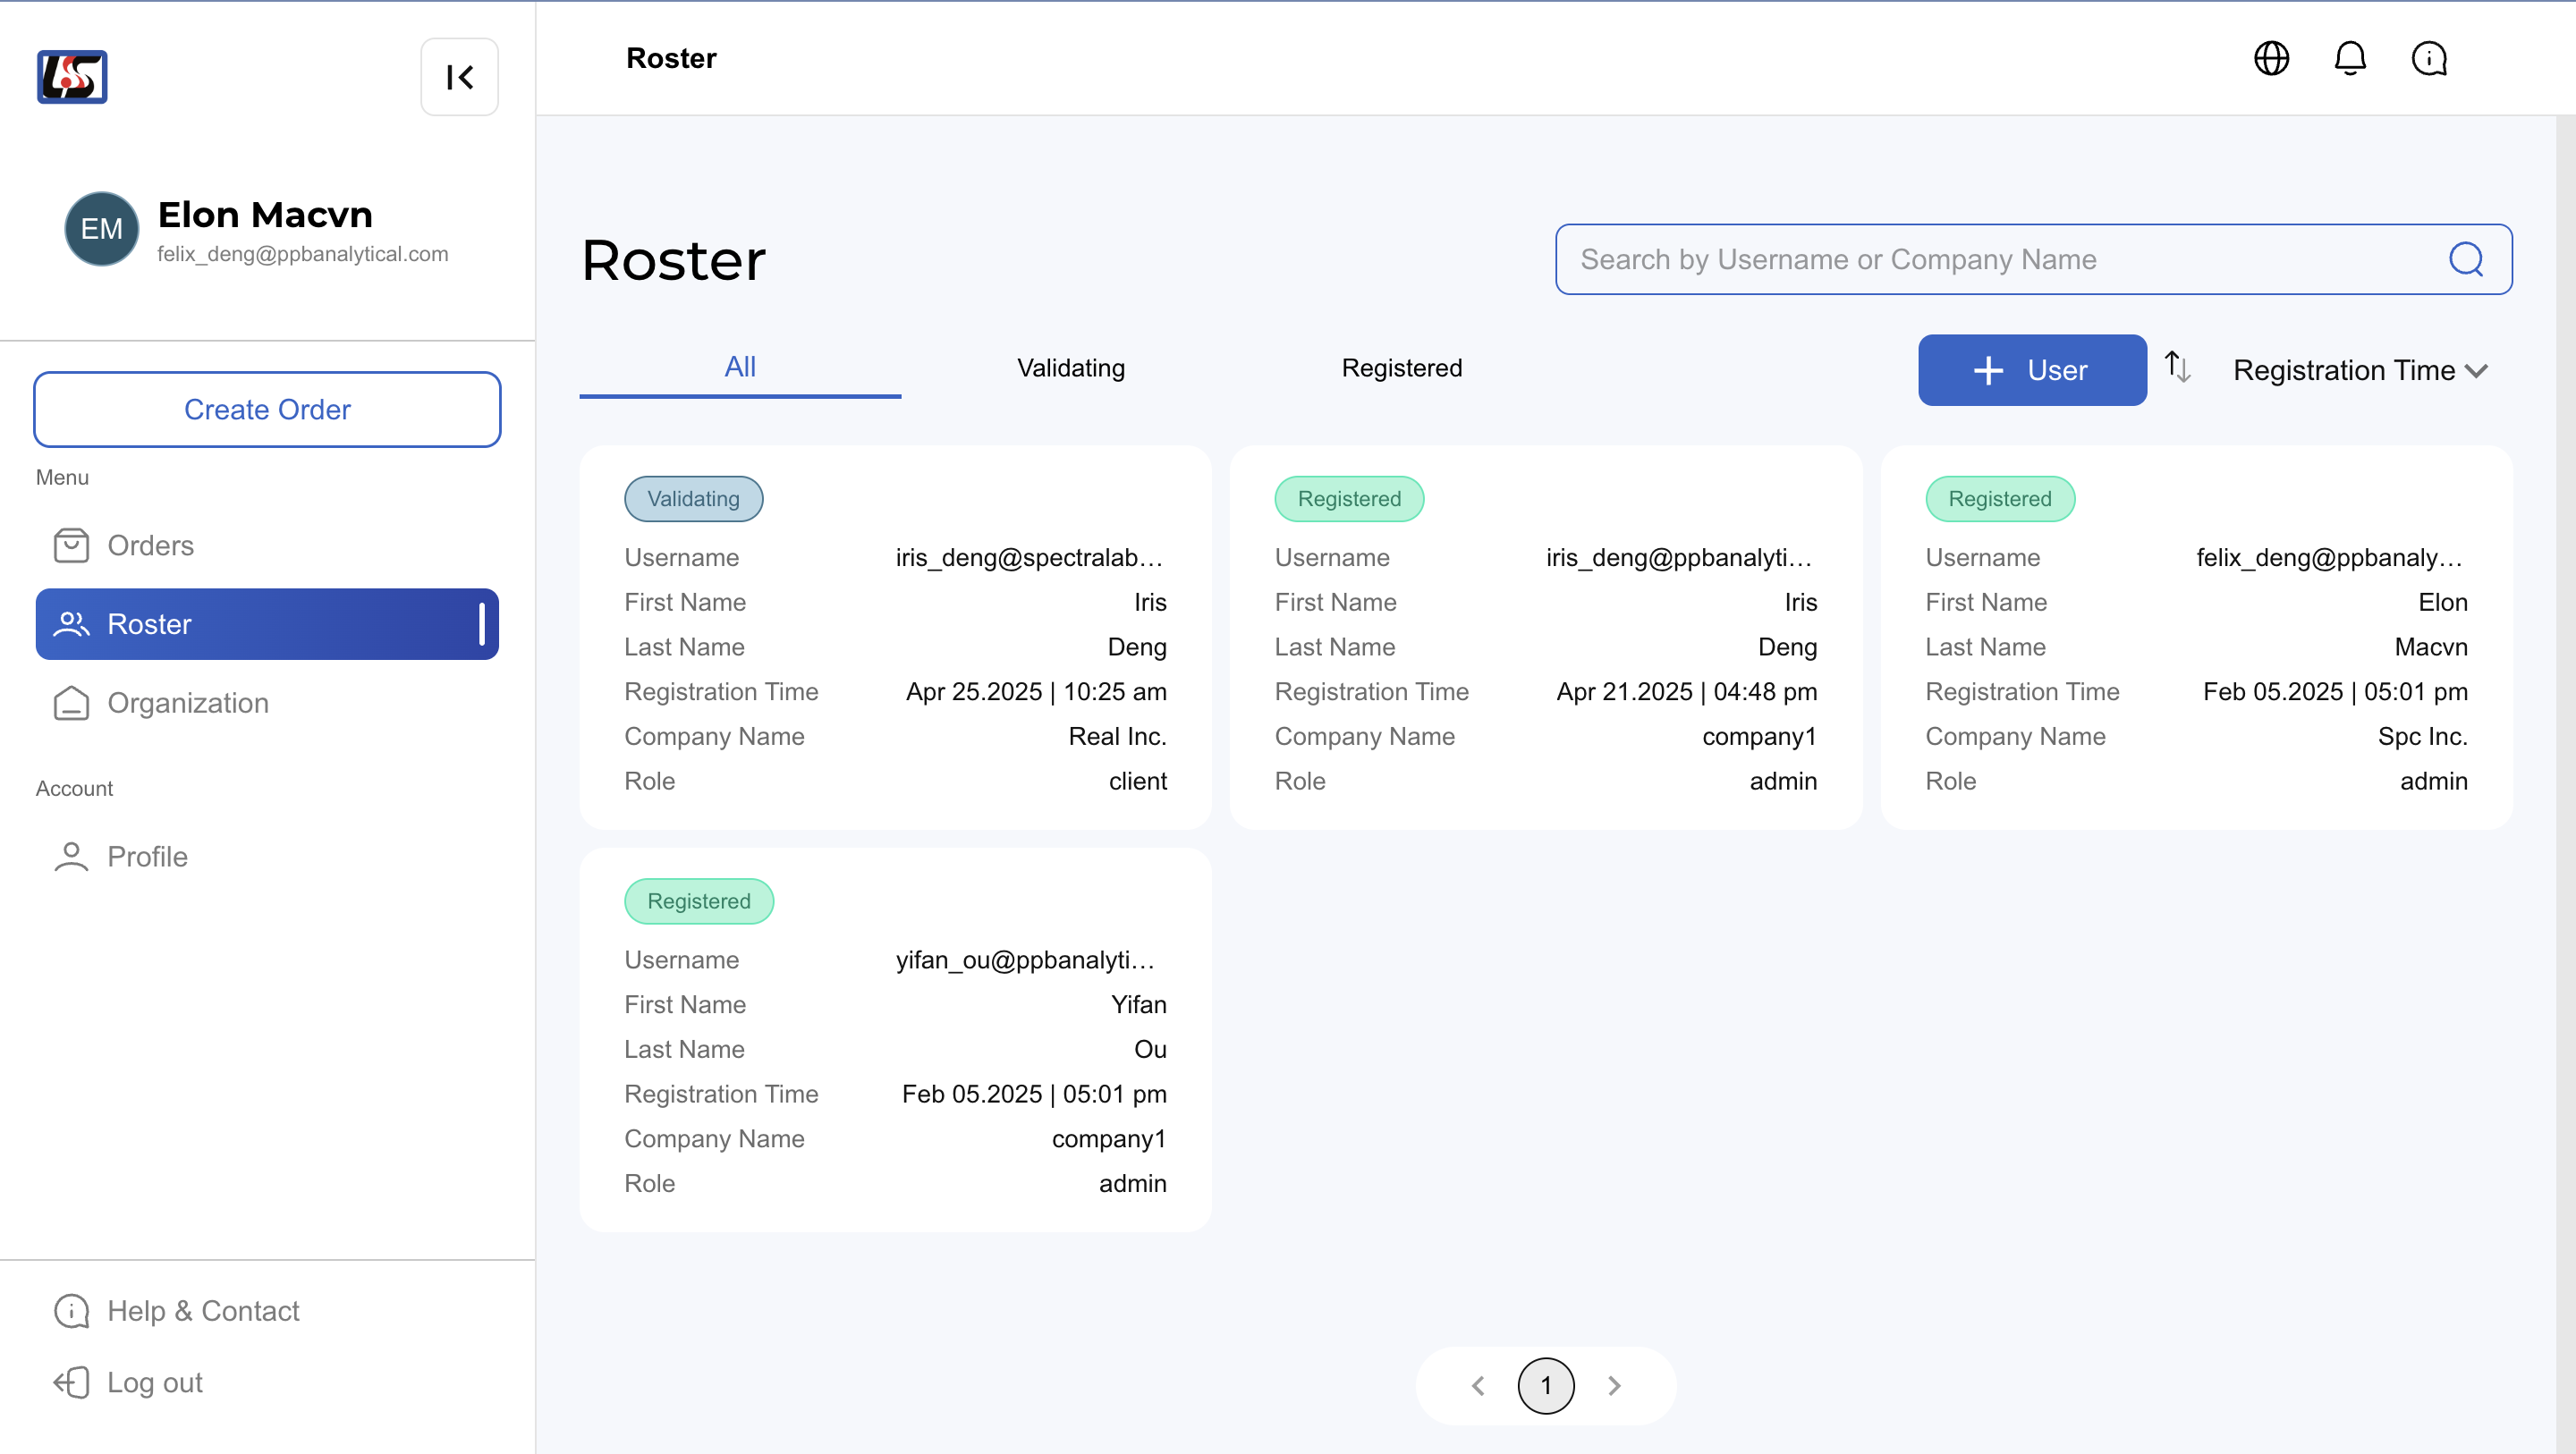 Roster
EM
Elon Macvn
felix_deng@ppbanalytical.com
Create Order
Menu
Orders
Roster
Organization
Account
Profile
Help & Contact
Log out
Roster
Search by Username or Company Name
All
Validating
Registered
User
Registration Time
Validating
Username iris_deng@spectralab...
First Name Iris
Last Name Deng
Registration Time Apr 25.2025 | 10:25 am
Company Name Real Inc.
Role client
Registered
Username iris_deng@ppbanalyti...
First Name Iris
Last Name Deng
Registration Time Apr 21.2025 | 04:48 pm
Company Name company1
Role admin
Registered
Username felix_deng@ppbanaly...
First Name Elon
Last Name Macvn
Registration Time Feb 05.2025 | 05:01 pm
Company Name Spc Inc.
Role admin
Registered
Username yifan_ou@ppbanalyti...
First Name Yifan
Last Name Ou
Registration Time Feb 05.2025 | 05:01 pm
Company Name company1
Role admin
1